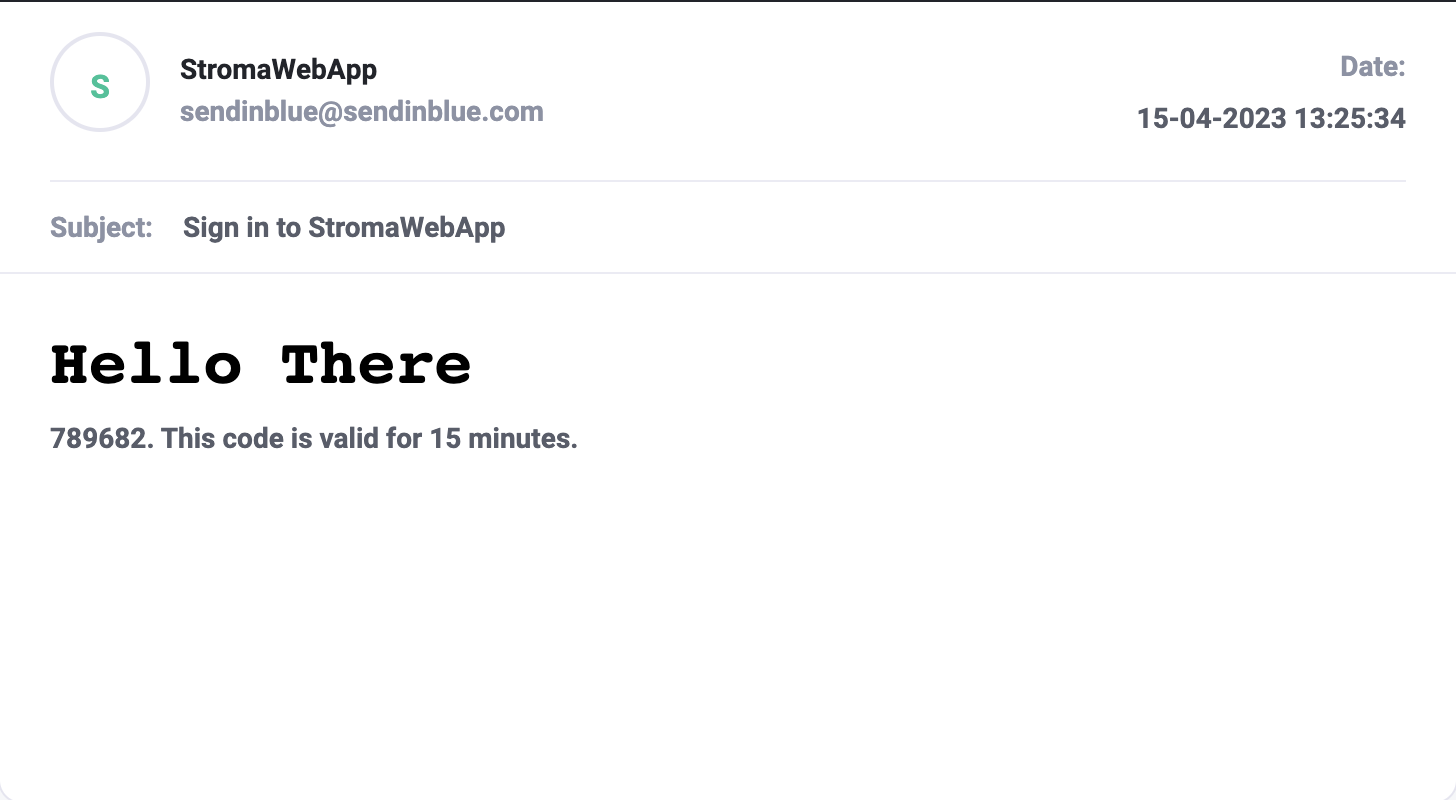 S
StromaWebApp
sendinblue@sendinblue.com
Date:
15-04-2023 13:25:34
Subject: Sign in to StromaWebApp
Hello There
789682. This code is valid for 15 minutes.